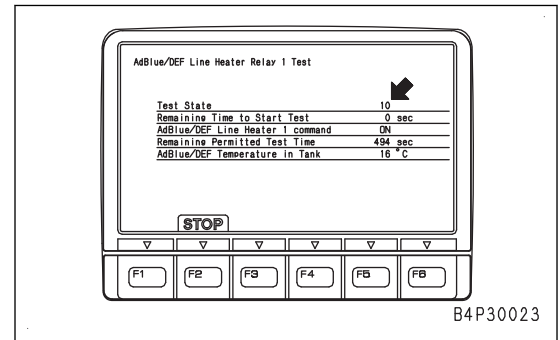 AdBlue/DEF Line Heater Relay 1 Test
Test State 10
Remaining Time to Start Test 0 sec
AdBlue/DEF Line Heater 1 command ON
Remaining Permitted Test Time 494 sec
AdBlue/DEF Temperature in Tank 16 °C
STOP
F1 F2 F3 F4 F5 F6
B4P30023